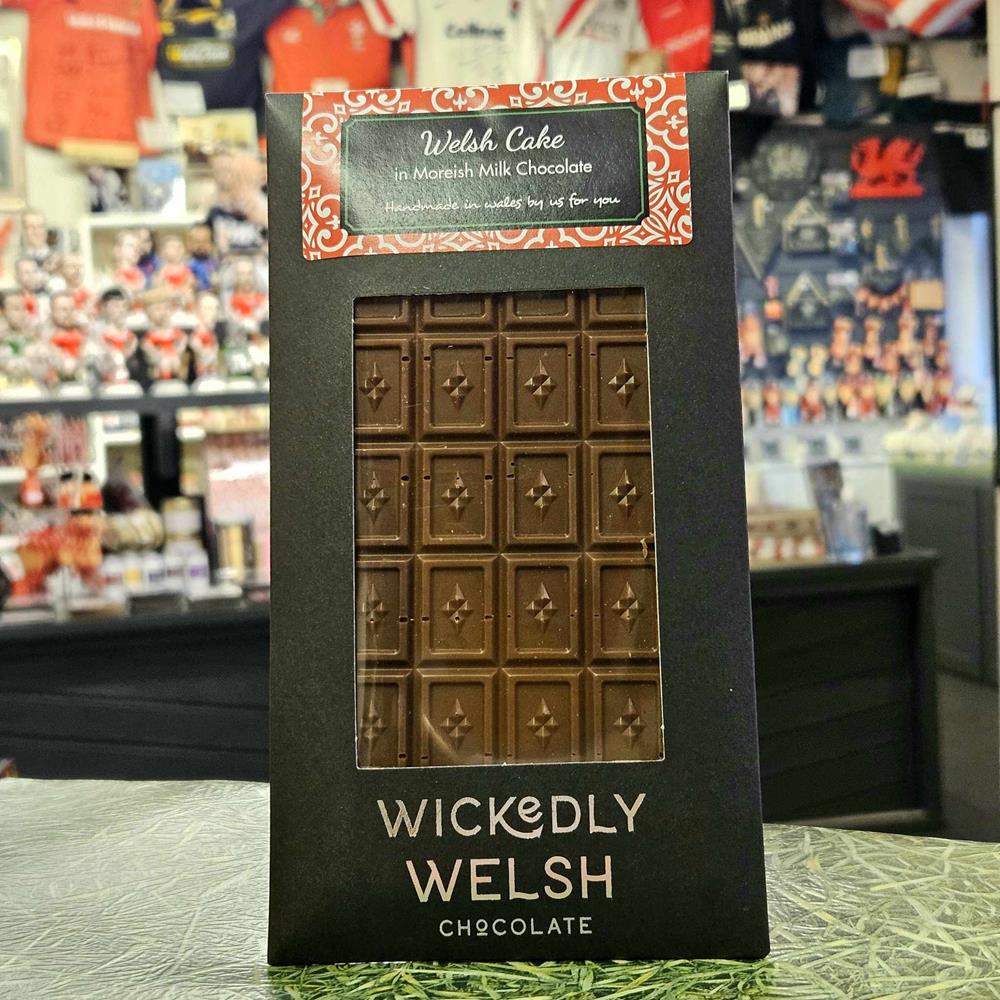 Welsh Cake
in Moreish Milk Chocolate
Handmade in wales by us for you
WICKeDLY
WELSH
CHoCOLATE